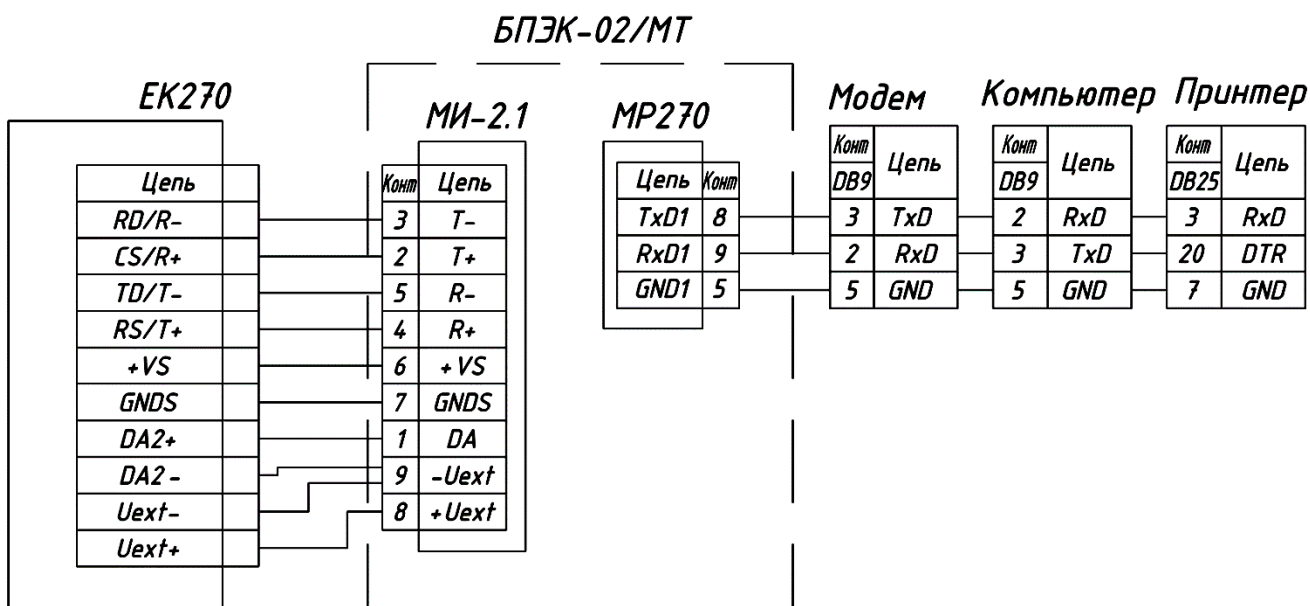 БПЭК-02/МТ
ЕК270
Цепь
RD/R-
CS/R+
TD/T-
RS/T+
+VS
GNDS
DA2+
DA2 -
Uext-
Uext+
МИ-2.1
Конт Цепь
3 T-
2 T+
5 R-
4 R+
6 +VS
7 GNDS
1 DA
9 -Uext
8 +Uext
МР270
Цепь Конт
TxD1 8
RxD1 9
GND1 5
Модем
Конт Цепь
DB9
3 TxD
2 RxD
5 GND
Компьютер
Конт Цепь
DB9
2 RxD
3 TxD
5 GND
Принтер
Конт Цепь
DB25
3 RxD
20 DTR
7 GND